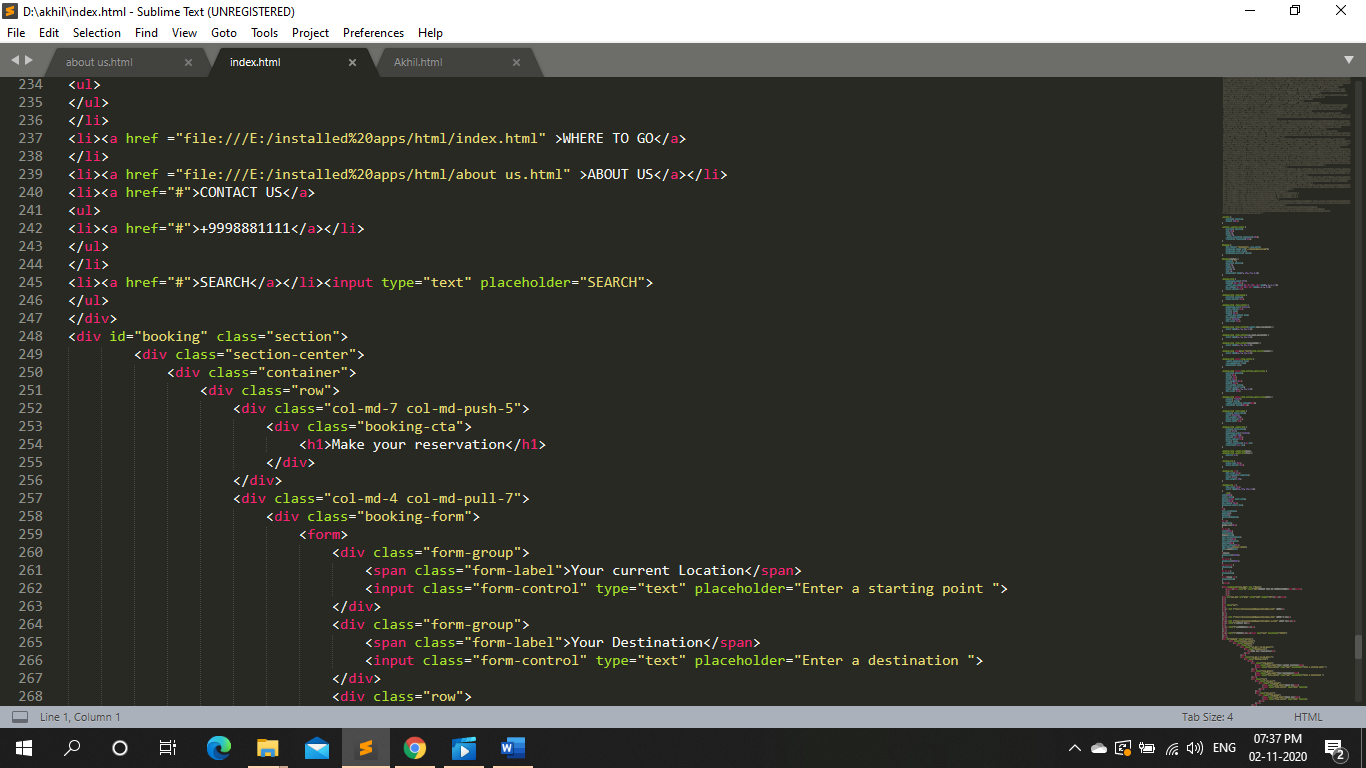 D:\akhil\index.html - Sublime Text (UNREGISTERED)
File Edit Selection Find View Goto Tools Project Preferences Help
about us.html index.html Akhil.html
234 <ul>
235 </ul>
236 </li>
237 <li><a href ="file:///E:/installed%20apps/html/index.html" >WHERE TO GO</a>
238 </li>
239 <li><a href ="file:///E:/installed%20apps/html/about us.html" >ABOUT US</a></li>
240 <li><a href="#">CONTACT US</a>
241 <ul>
242 <li><a href="#">+9998881111</a></li>
243 </ul>
244 </li>
245 <li><a href="#">SEARCH</a></li><input type="text" placeholder="SEARCH">
246 </ul>
247 </div>
248 <div id="booking" class="section">
249 <div class="section-center">
250 <div class="container">
251 <div class="row">
252 <div class="col-md-7 col-md-push-5">
253 <div class="booking-cta">
254 <h1>Make your reservation</h1>
255 </div>
256 </div>
257 <div class="col-md-4 col-md-pull-7">
258 <div class="booking-form">
259 <form>
260 <div class="form-group">
261 <span class="form-label">Your current Location</span>
262 <input class="form-control" type="text" placeholder="Enter a starting point ">
263 </div>
264 <div class="form-group">
265 <span class="form-label">Your Destination</span>
266 <input class="form-control" type="text" placeholder="Enter a destination ">
267 </div>
268 <div class="row">
Line 1, Column 1 Tab Size: 4 HTML
ENG 07:37 PM
02-11-2020 2